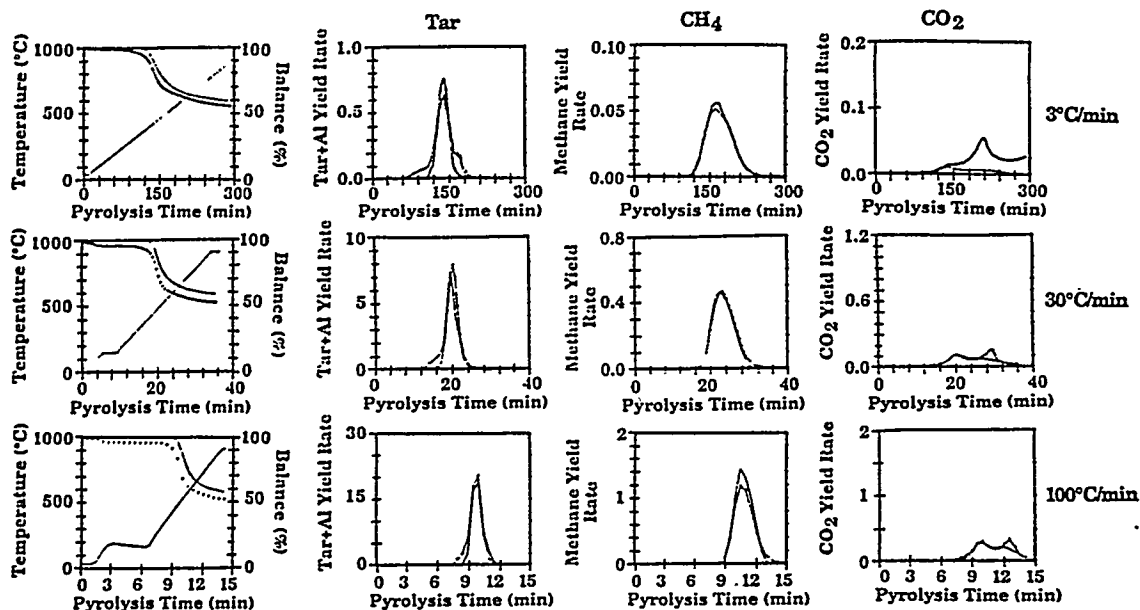 Tar CH4 CO2
Temperature (°C)
1000
500
0
100
50
0
Balance (%)
0 150 300
Pyrolysis Time (min)
Tar+Al Yield Rate
1.0
0.5
0.0
0 150 300
Pyrolysis Time (min)
Methane Yield
Rate
0.10
0.05
0.00
0 150 300
Pyrolysis Time (min)
CO2 Yield Rate
0.2
0.1
0.0
0 150 300
Pyrolysis Time (min)
3°C/min
Temperature (°C)
1000
500
0
100
50
0
Balance (%)
0 20 40
Pyrolysis Time (min)
Tar+Al Yield Rate
10
5
0
0 20 40
Pyrolysis Time (min)
Methane Yield
Rate
0.8
0.4
0.0
0 20 40
Pyrolysis Time (min)
CO2 Yield Rate
1.2
0.6
0.0
0 20 40
Pyrolysis Time (min)
30°C/min
Temperature (°C)
1000
500
0
100
50
0
Balance (%)
0 3 6 9 12 15
Pyrolysis Time (min)
Tar+Al Yield Rate
30
15
0
0 3 6 9 12 15
Pyrolysis Time (min)
Methane Yield
Rate
2
1
0
0 3 6 9 12 15
Pyrolysis Time (min)
CO2 Yield Rate
2
1
0
0 3 6 9 12 15
Pyrolysis Time (min)
100°C/min